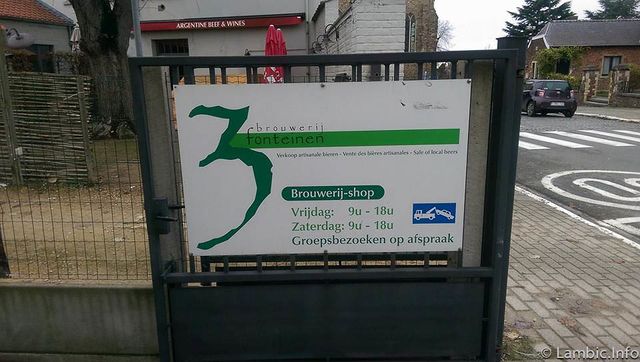 ARGENTINE BEEF & WINES
3
brouwerij
fonteinen
Verkoop artisanale bieren - Vente des bières artisanales - Sale of local beers
Brouwerij-shop
Vrijdag: 9u - 18u
Zaterdag: 9u - 18u
Groepsbezoeken op afspraak
© Lambic.Info